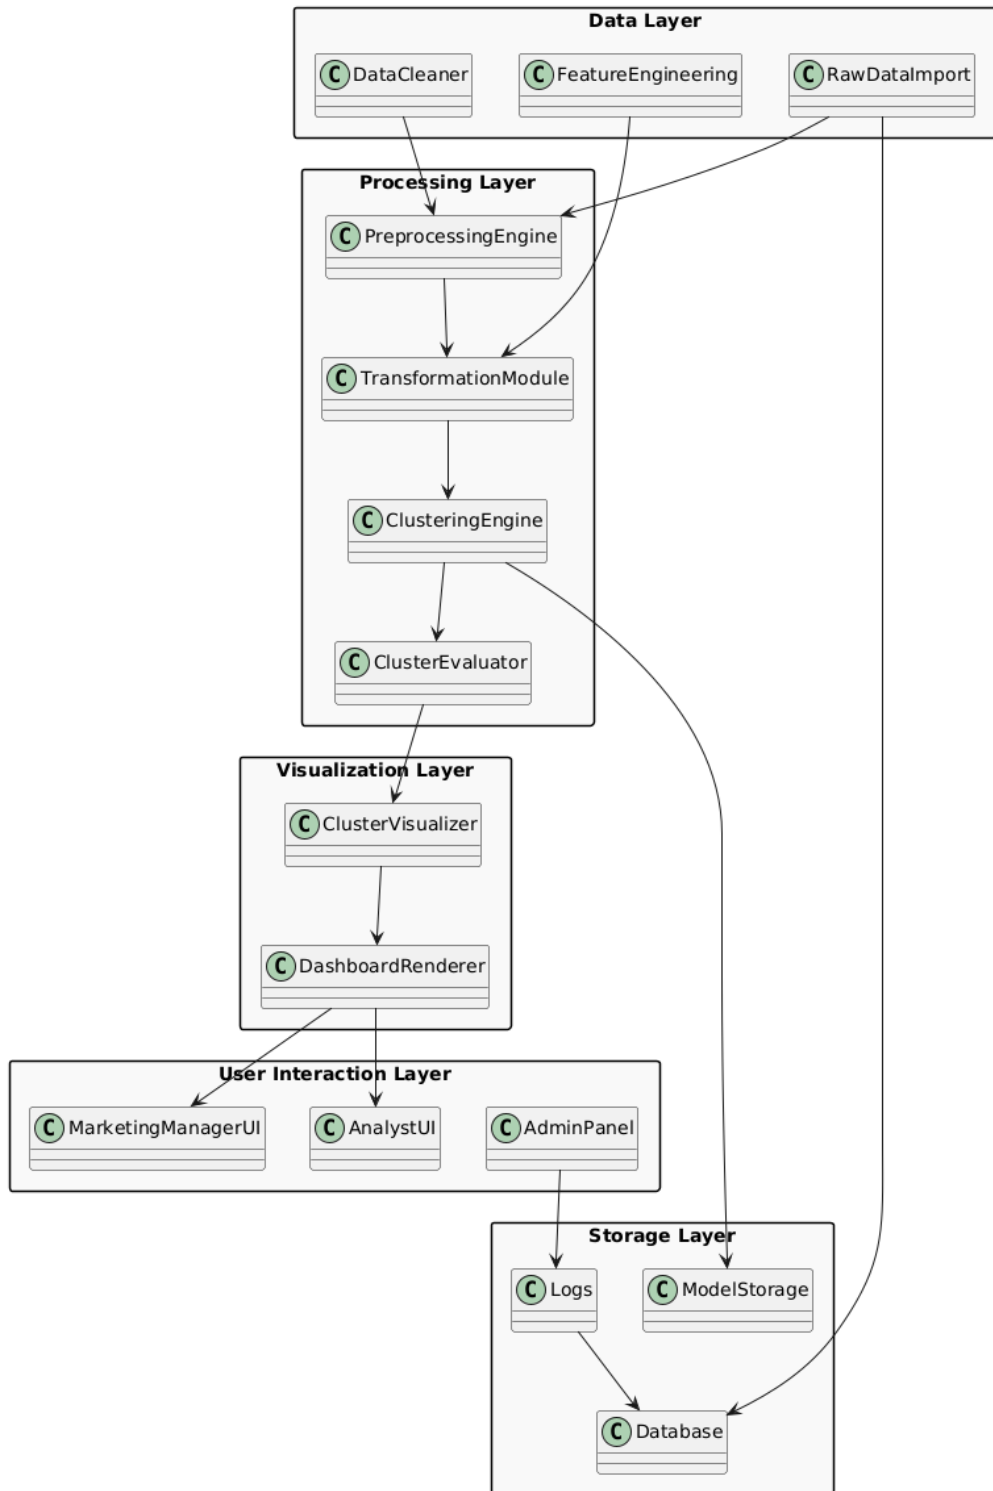 Data Layer
C DataCleaner
C FeatureEngineering
C RawDataImport
Processing Layer
C PreprocessingEngine
C TransformationModule
C ClusteringEngine
C ClusterEvaluator
Visualization Layer
C ClusterVisualizer
C DashboardRenderer
User Interaction Layer
C MarketingManagerUI
C AnalystUI
C AdminPanel
Storage Layer
C Logs
C ModelStorage
C Database